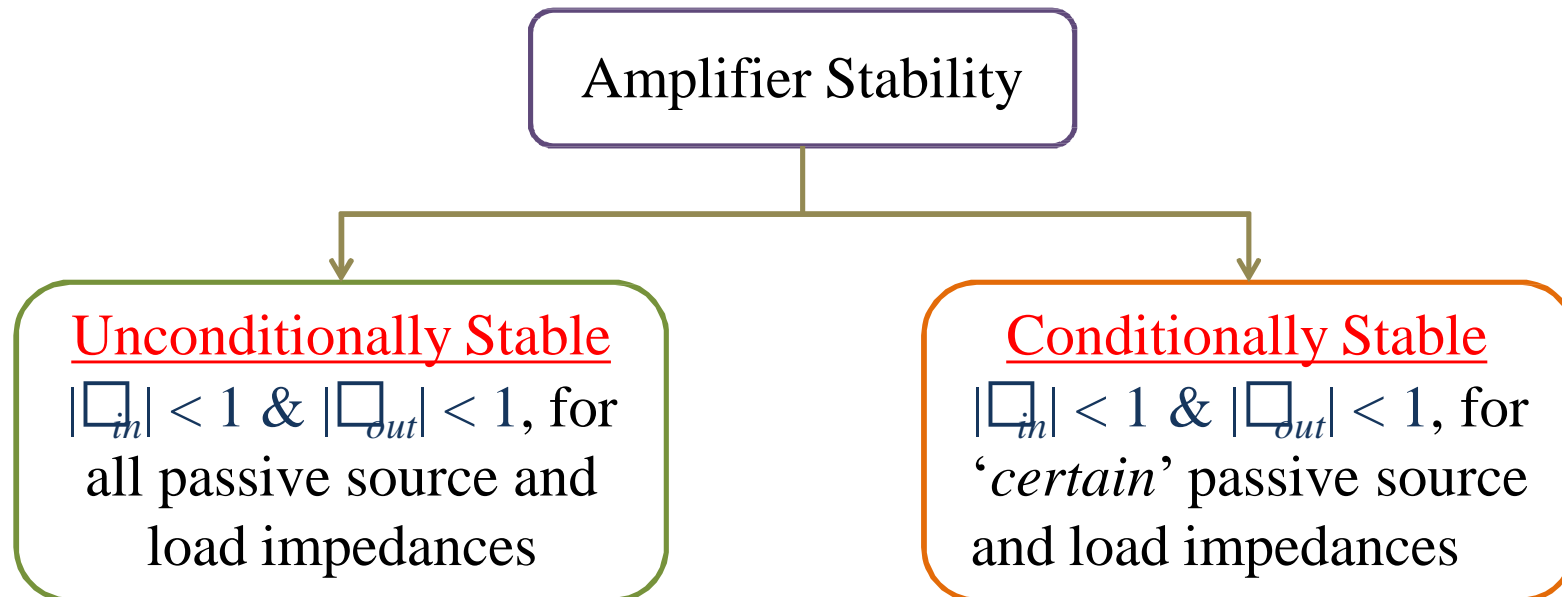 Amplifier Stability
Unconditionally Stable
|□in| < 1 & |□out| < 1, for
all passive source and
load impedances
Conditionally Stable
|□in| < 1 & |□out| < 1, for
‘certain’ passive source
and load impedances